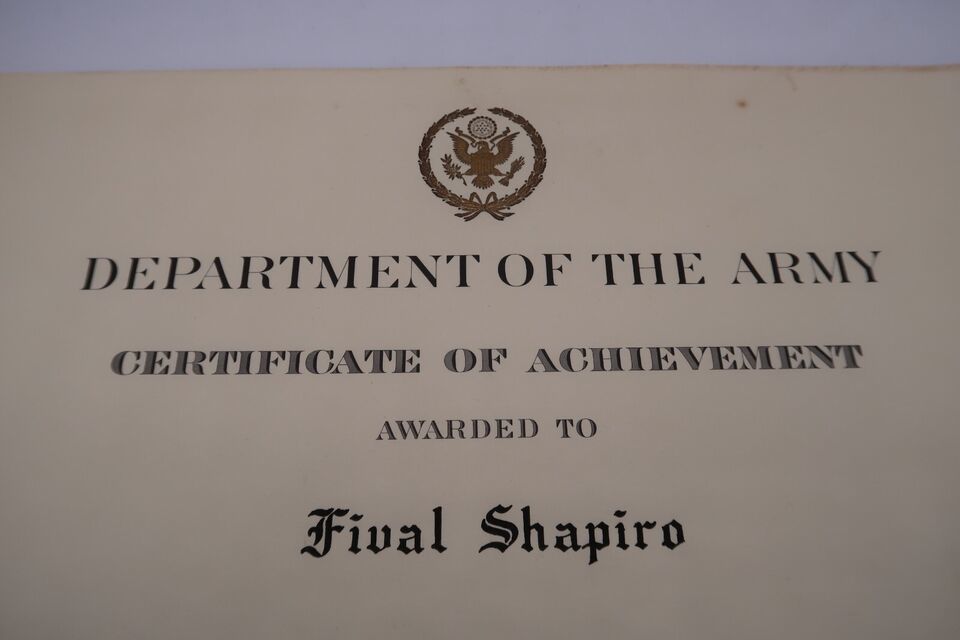 DEPARTMENT OF THE ARMY
CERTIFICATE OF ACHIEVEMENT
AWARDED TO
Fival Shapiro